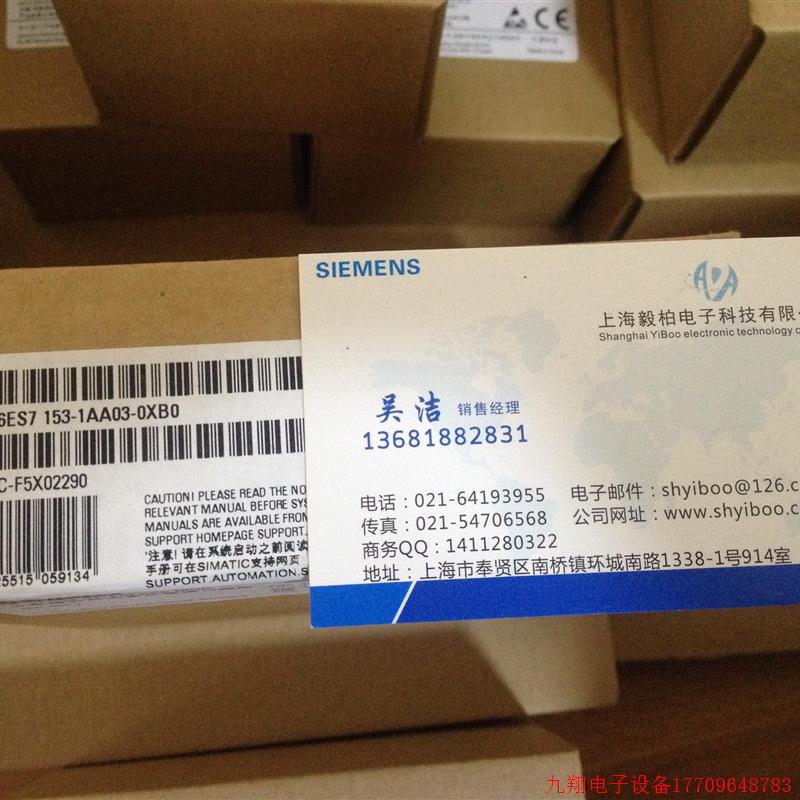 CE
SIEMENS
AVA
上海毅柏电子科技有限
Shanghai YiBoo electronic technology c
吴洁 销售经理
13681882831
电话：021-64193955
电子邮件：shyiboo@126.c
传真：021-54706568
公司网址：www.shyiboo.c
商务QQ：1411280322
地址：上海市奉贤区南桥镇环城南路1338-1号914室
6ES7 153-1AA03-0XB0
C-F5X02290
5515 059134
CAUTION! PLEASE READ THE NO
RELEVANT MANUAL BEFORE SYS
MANUALS ARE AVAILABLE FROM
SUPPORT HOMEPAGE SUPPORT.
'注意! 请在系统启动之前阅读
手册可在SIMATIC支持网页
SUPPORT.AUTOMATION.S
九翔电子设备17709648783